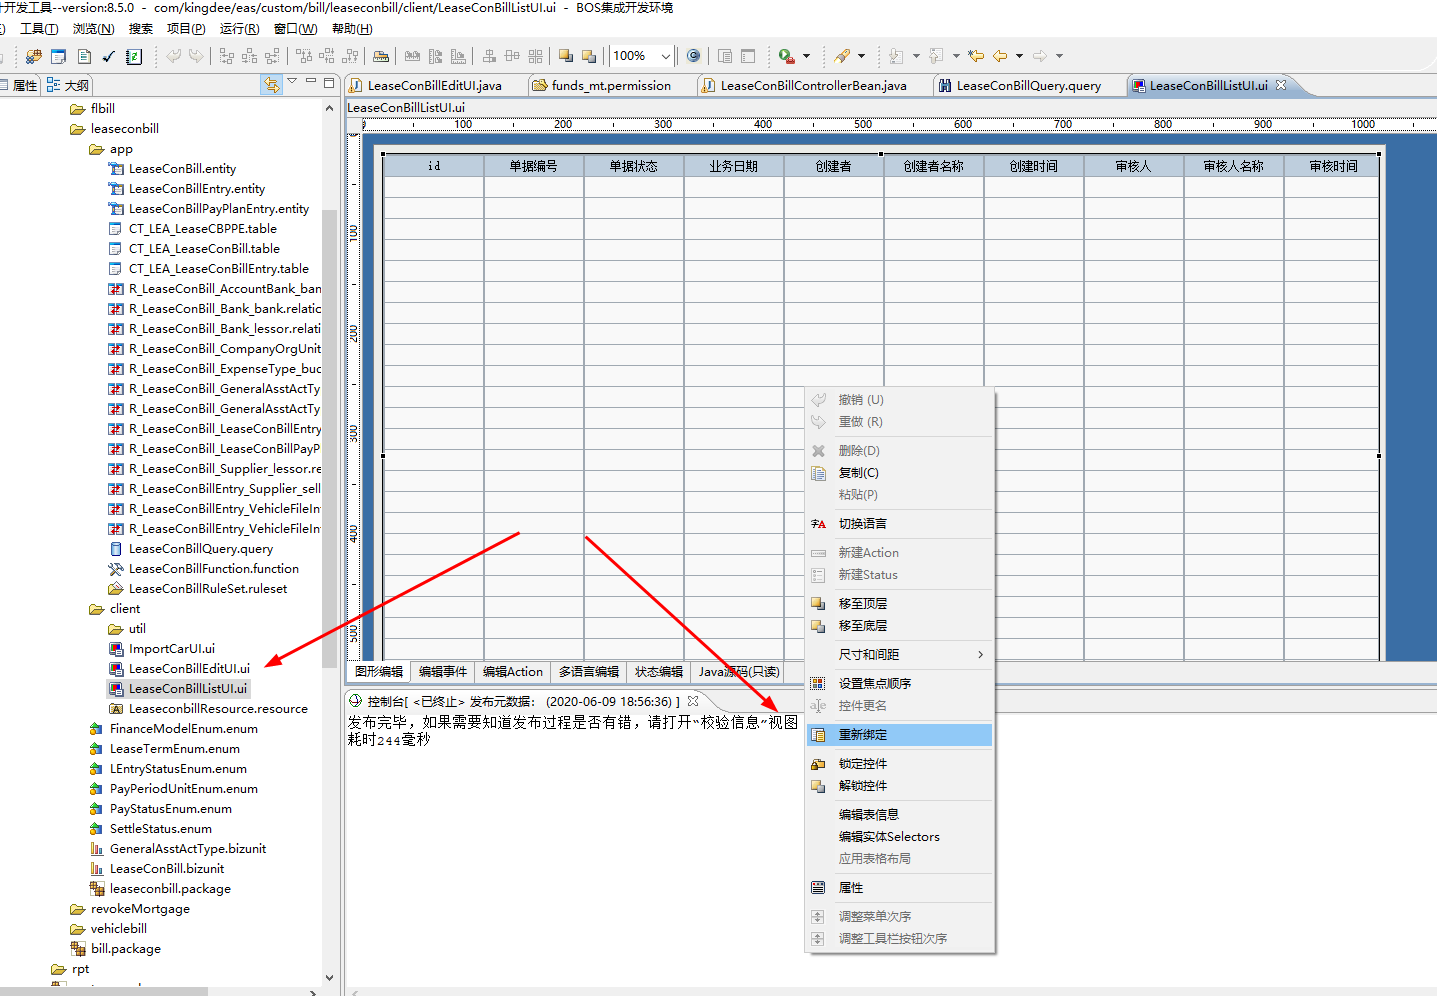 开发工具--version:8.5.0 - com/kingdee/eas/custom/bill/leaseconbill/client/LeaseConBillListUI.ui - BOS集成开发环境
工具(T) 浏览(N) 搜索 项目(P) 运行(R) 窗口(W) 帮助(H)
100%
属性 大纲
LeaseConBillEditUI.java funds_mt.permission LeaseConBillControllerBean.java LeaseConBillQuery.query LeaseConBillListUI.ui
LeaseConBillListUI.ui
0 100 200 300 400 500 600 700 800 900 1000
0
100
200
300
400
500
id 单据编号 单据状态 业务日期 创建者 创建者名称 创建时间 审核人 审核人名称 审核时间
flbill
leaseconbill
app
LeaseConBill.entity
LeaseConBillEntry.entity
LeaseConBillPayPlanEntry.entity
CT_LEA_LeaseCBPPE.table
CT_LEA_LeaseConBill.table
CT_LEA_LeaseConBillEntry.table
R_LeaseConBill_AccountBank_ban
R_LeaseConBill_Bank_bank.relatic
R_LeaseConBill_Bank_lessor.relati
R_LeaseConBill_CompanyOrgUnit
R_LeaseConBill_ExpenseType_buc
R_LeaseConBill_GeneralAsstActTy
R_LeaseConBill_GeneralAsstActTy
R_LeaseConBill_LeaseConBillEntry
R_LeaseConBill_LeaseConBillPayP
R_LeaseConBill_Supplier_lessor.re
R_LeaseConBillEntry_Supplier_sell
R_LeaseConBillEntry_VehicleFileIn
R_LeaseConBillEntry_VehicleFileIn
LeaseConBillQuery.query
LeaseConBillFunction.function
LeaseConBillRuleSet.ruleset
client
util
ImportCarUI.ui
LeaseConBillEditUI.ui
LeaseConBillListUI.ui
LeaseconbillResource.resource
FinanceModelEnum.enum
LeaseTermEnum.enum
LEntryStatusEnum.enum
PayPeriodUnitEnum.enum
PayStatusEnum.enum
SettleStatus.enum
GeneralAsstActType.bizunit
LeaseConBill.bizunit
leaseconbill.package
revokeMortgage
vehiclebill
bill.package
rpt
撤销 (U)
重做 (R)
删除(D)
复制(C)
粘贴(P)
切换语言
新建Action
新建Status
移至顶层
移至底层
尺寸和间距
设置焦点顺序
控件更名
重新绑定
锁定控件
解锁控件
编辑表信息
编辑实体Selectors
应用表格布局
属性
调整菜单次序
调整工具栏按钮次序
图形编辑 编辑事件 编辑Action 多语言编辑 状态编辑 Java源码(只读)
控制台[ <已终止> 发布元数据: (2020-06-09 18:56:36) ]
发布完毕，如果需要知道发布过程是否有错，请打开“校验信息”视图
耗时244毫秒